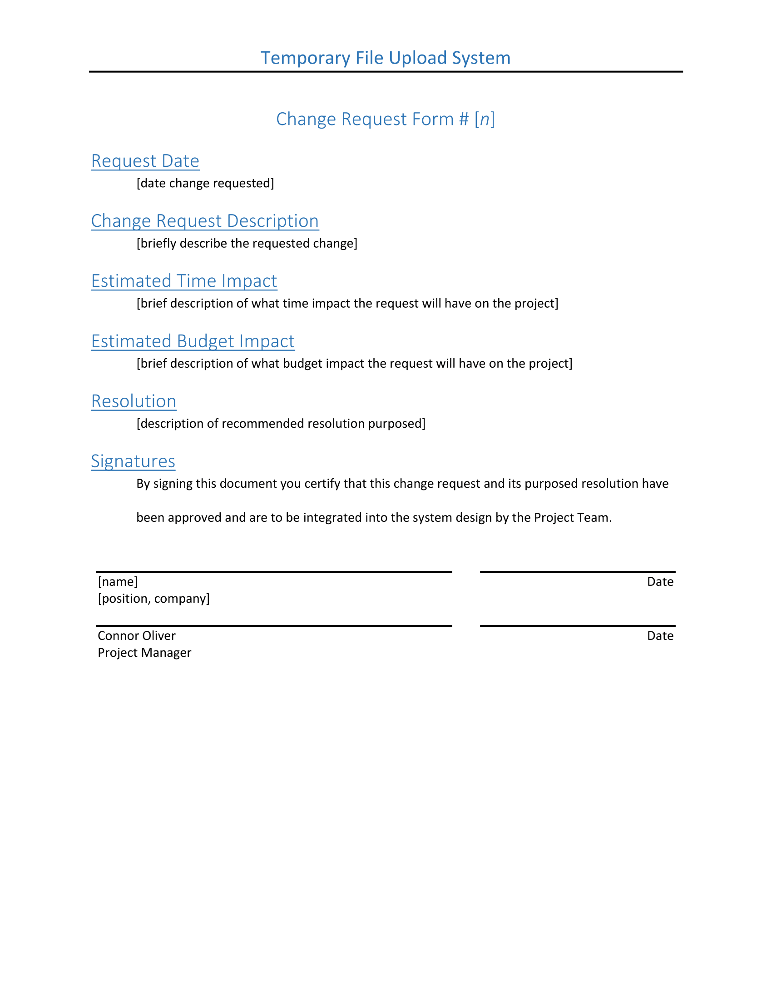 Temporary File Upload System
Change Request Form # [n]
Request Date
[date change requested]
Change Request Description
[briefly describe the requested change]
Estimated Time Impact
[brief description of what time impact the request will have on the project]
Estimated Budget Impact
[brief description of what budget impact the request will have on the project]
Resolution
[description of recommended resolution purposed]
Signatures
By signing this document you certify that this change request and its purposed resolution have
been approved and are to be integrated into the system design by the Project Team.
[name] Date
[position, company]
Connor Oliver Date
Project Manager